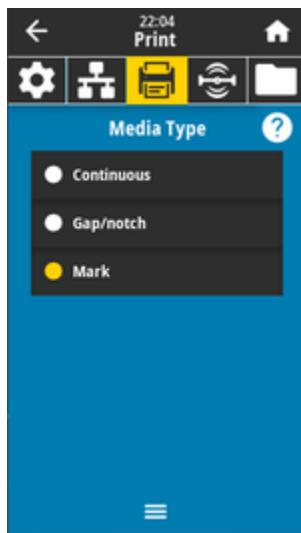 22:04
Print
Media Type
?
Continuous
Gap/notch
Mark